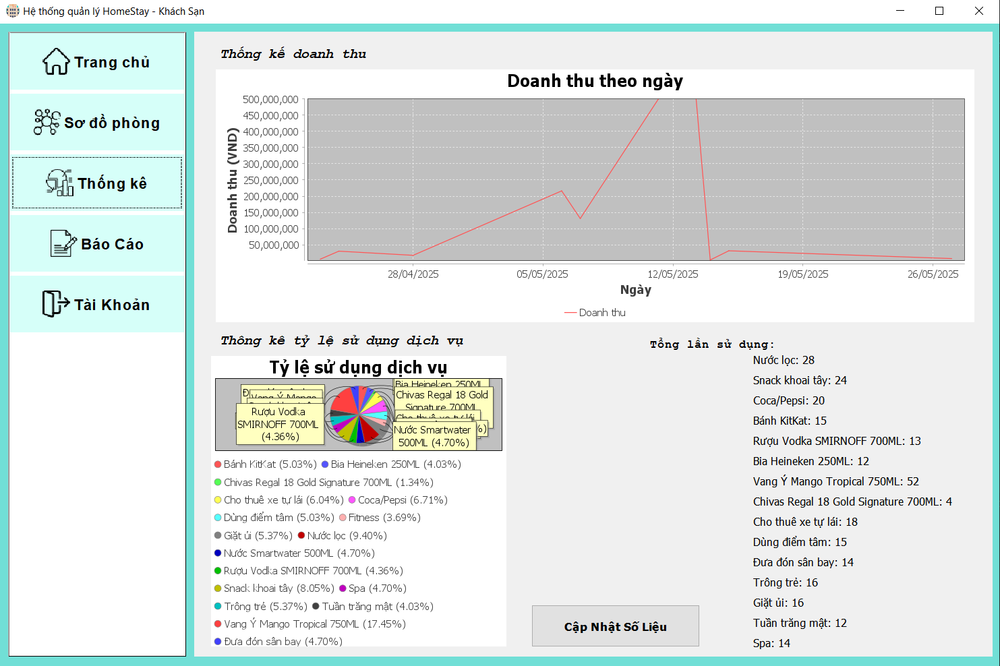 Hệ thống quản lý HomeStay - Khách Sạn
Trang chủ
Sơ đồ phòng
Thống kê
Báo Cáo
Tài Khoản
Thống kế doanh thu
Doanh thu theo ngày
Doanh thu (VND)
500,000,000
450,000,000
400,000,000
350,000,000
300,000,000
250,000,000
200,000,000
150,000,000
100,000,000
50,000,000
28/04/2025
05/05/2025
12/05/2025
19/05/2025
26/05/2025
Ngày
Doanh thu
Thông kê tỷ lệ sử dụng dịch vụ
Tỷ lệ sử dụng dịch vụ
Vang Ý Mango
Rượu Vodka
SMIRNOFF 700ML
(4.36%)
Bia Heineken 250ML
Chivas Regal 18 Gold
Signature 700ML
Cho thuê xe tự lái
Nước Smartwater
500ML (4.70%)
Bánh KitKat (5.03%) Bia Heineken 250ML (4.03%)
Chivas Regal 18 Gold Signature 700ML (1.34%)
Cho thuê xe tự lái (6.04%) Coca/Pepsi (6.71%)
Dùng điểm tâm (5.03%) Fitness (3.69%)
Giặt ủi (5.37%) Nước lọc (9.40%)
Nước Smartwater 500ML (4.70%)
Rượu Vodka SMIRNOFF 700ML (4.36%)
Snack khoai tây (8.05%) Spa (4.70%)
Trông trẻ (5.37%) Tuần trăng mật (4.03%)
Vang Ý Mango Tropical 750ML (17.45%)
Đưa đón sân bay (4.70%)
Cập Nhật Số Liệu
Tổng lần sử dụng:
Nước lọc: 28
Snack khoai tây: 24
Coca/Pepsi: 20
Bánh KitKat: 15
Rượu Vodka SMIRNOFF 700ML: 13
Bia Heineken 250ML: 12
Vang Ý Mango Tropical 750ML: 52
Chivas Regal 18 Gold Signature 700ML: 4
Cho thuê xe tự lái: 18
Dùng điểm tâm: 15
Đưa đón sân bay: 14
Trông trẻ: 16
Giặt ủi: 16
Tuần trăng mật: 12
Spa: 14